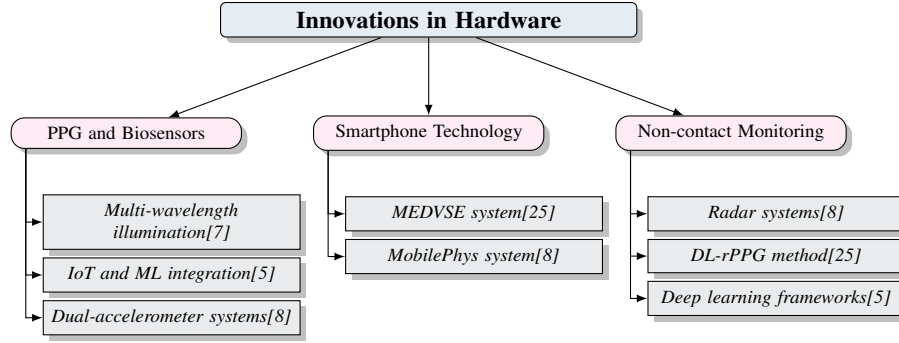 Innovations in Hardware
PPG and Biosensors
Smartphone Technology
Non-contact Monitoring
Multi-wavelength
illumination[7]
IoT and ML integration[5]
Dual-accelerometer systems[8]
MEDVSE system[25]
MobilePhys system[8]
Radar systems[8]
DL-rPPG method[25]
Deep learning frameworks[5]